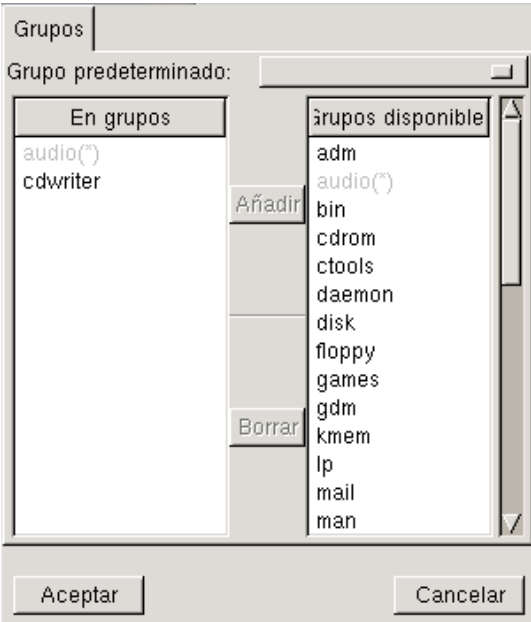 Grupos
Grupo predeterminado:
En grupos
audio(*)
cdwriter
Añadir
Borrar
Grupos disponible
adm
audio(*)
bin
cdrom
ctools
daemon
disk
floppy
games
gdm
kmem
lp
mail
man
Aceptar
Cancelar